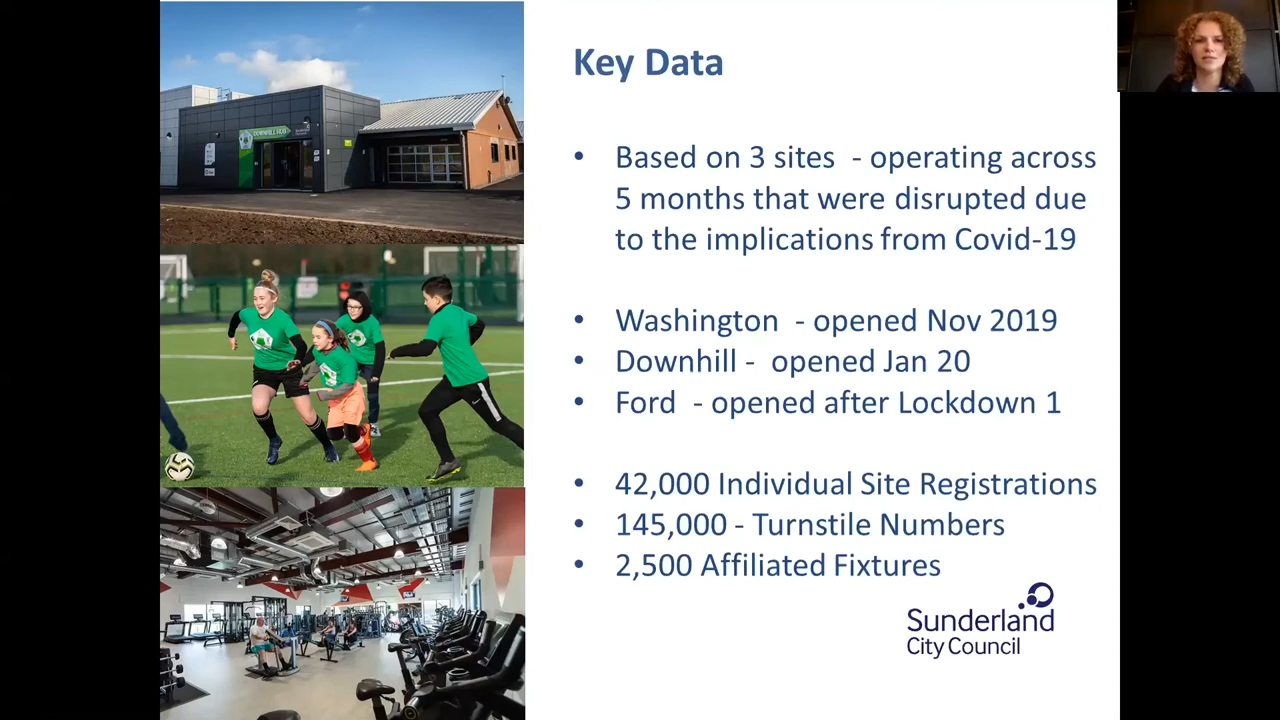 Key Data
• Based on 3 sites - operating across
5 months that were disrupted due
to the implications from Covid-19
• Washington - opened Nov 2019
• Downhill - opened Jan 20
• Ford - opened after Lockdown 1
• 42,000 Individual Site Registrations
• 145,000 - Turnstile Numbers
• 2,500 Affiliated Fixtures
Sunderland
City Council
DOWNHILL HUB